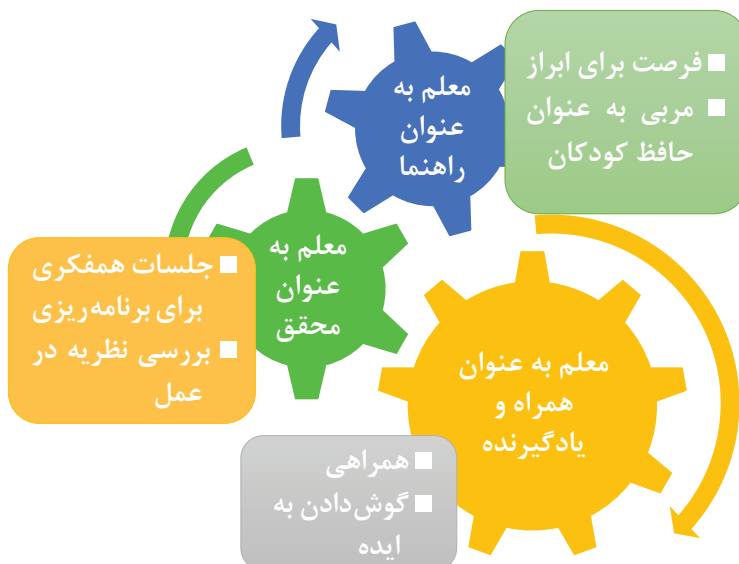 معلم به
عنوان
راهنما
فرصت برای ابراز
مربی به عنوان
حافظ کودکان
معلم به
عنوان
محقق
جلسات همفکری
برای برنامه‌ریزی
بررسی نظریه در
عمل
معلم به عنوان
همراه و
یادگیرنده
همراهی
گوش‌دادن به
ایده